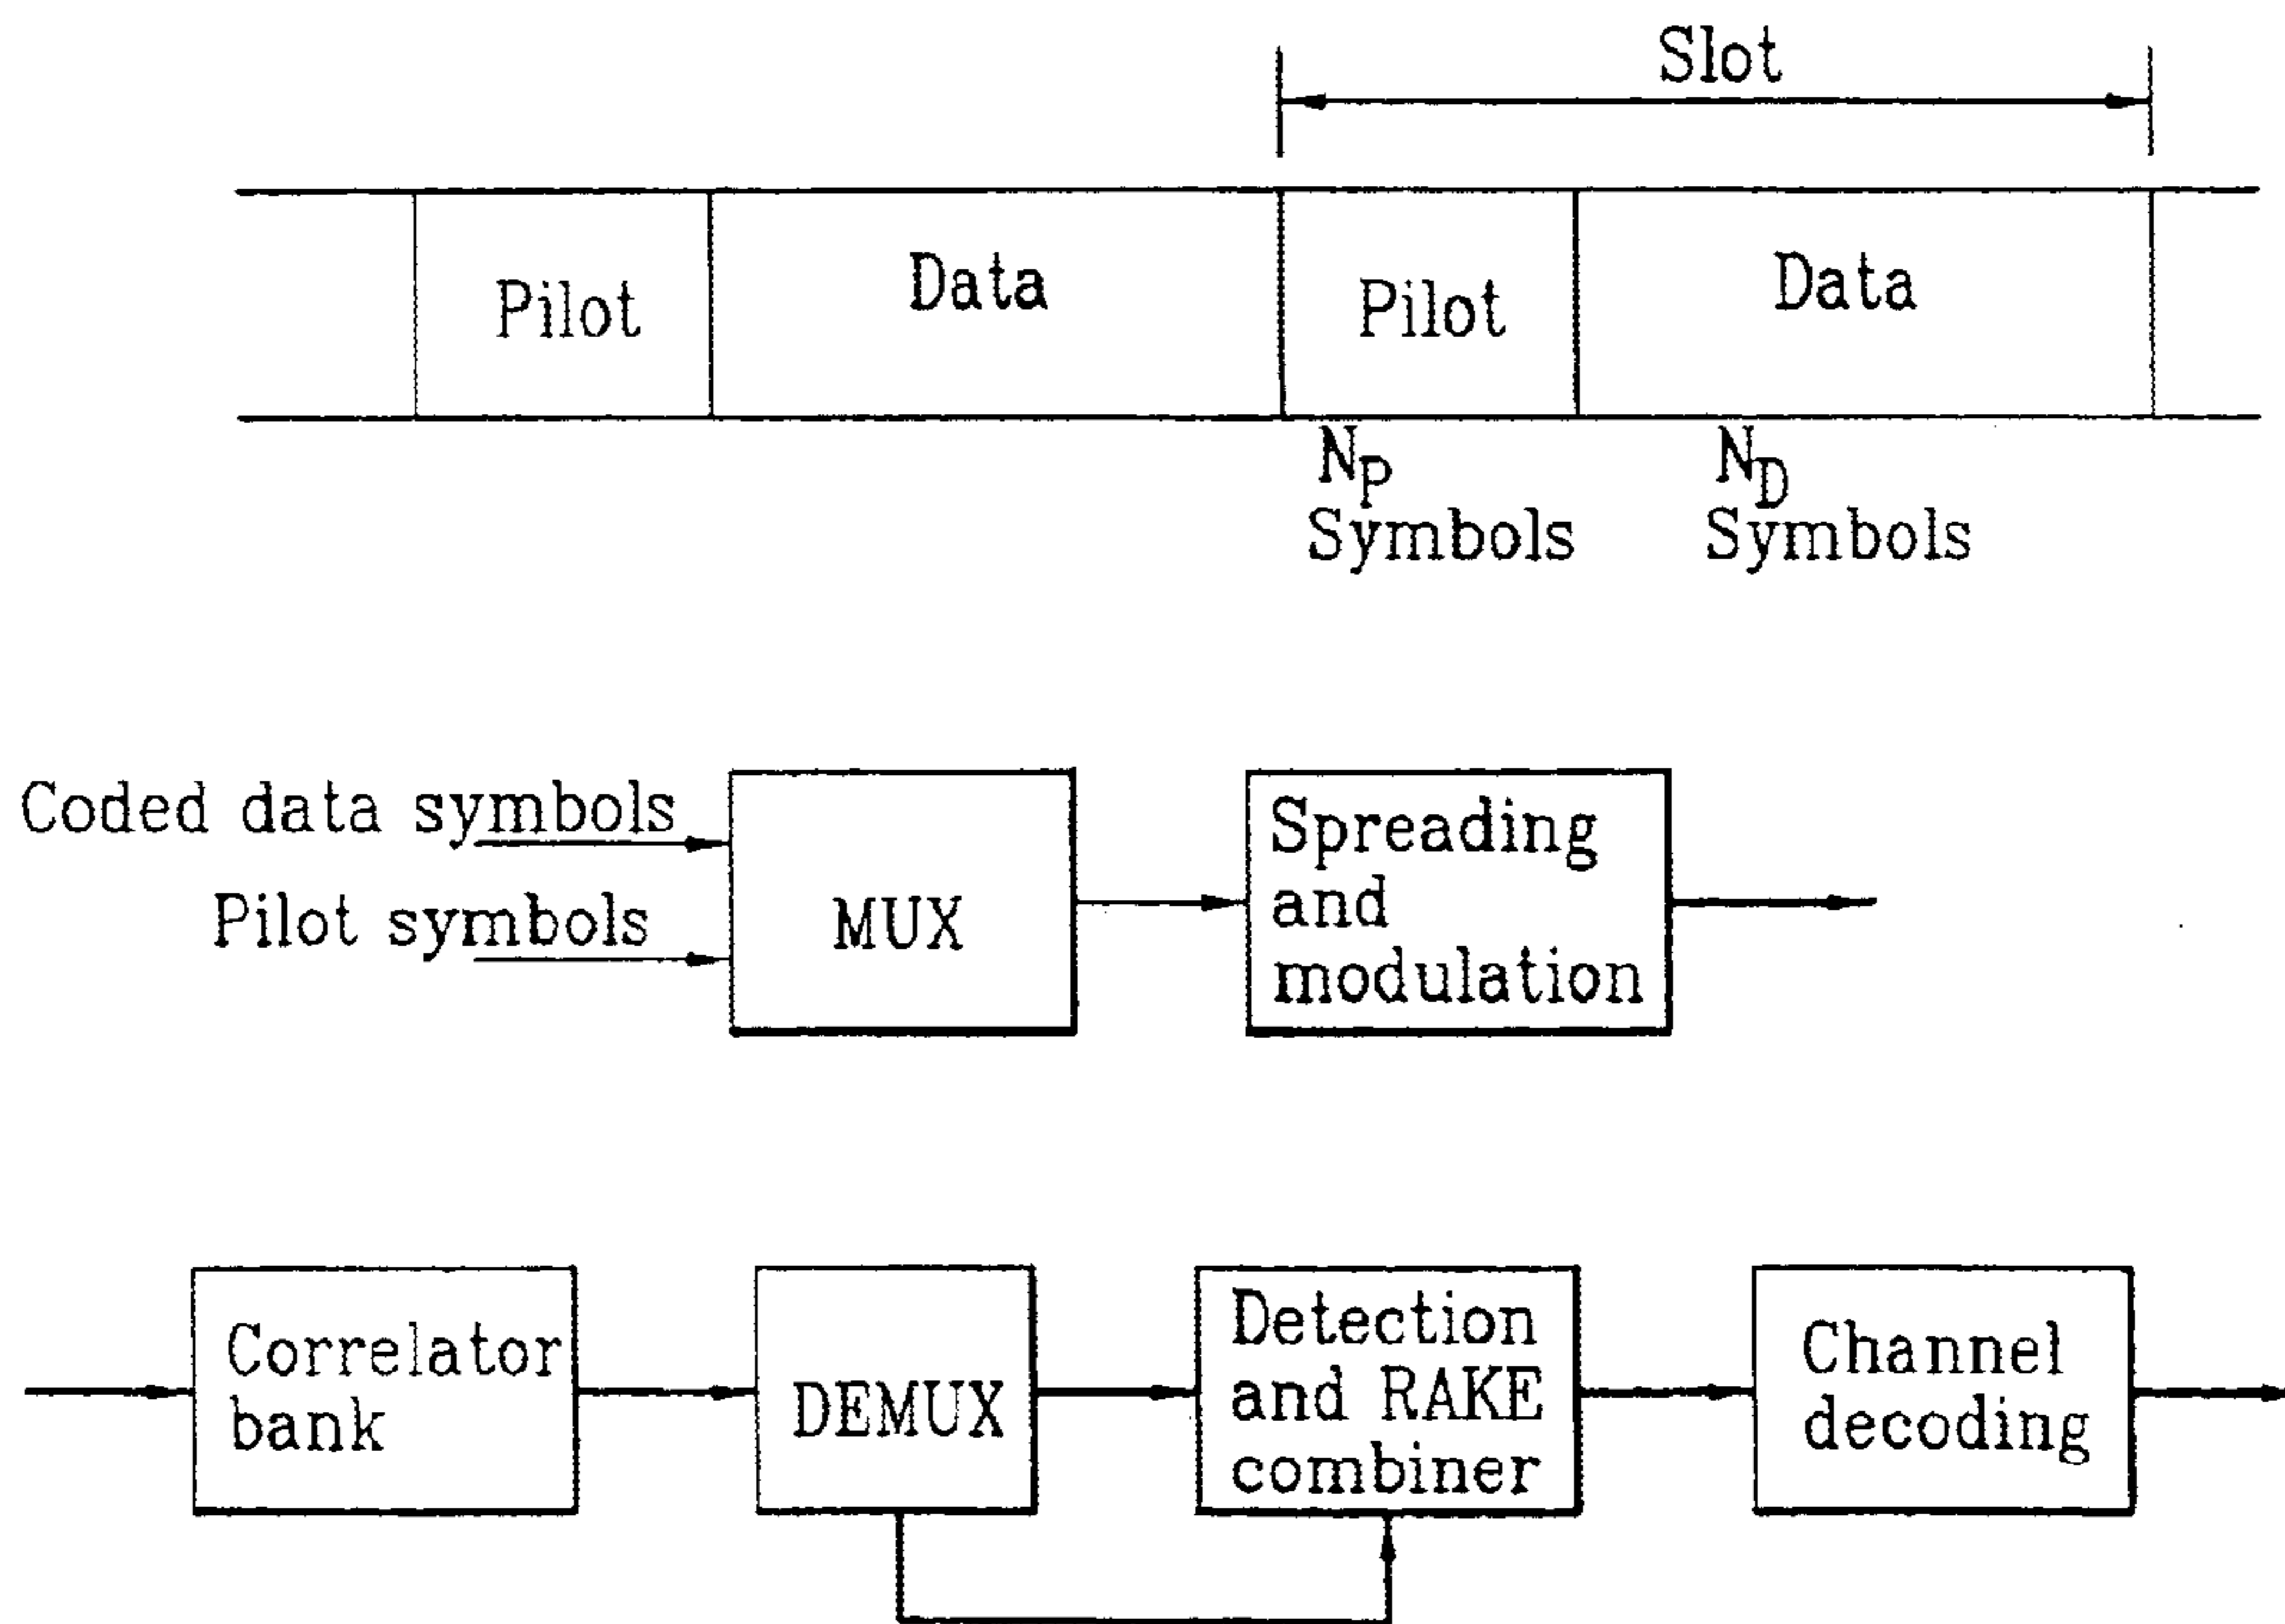 Slot
Pilot
Data
Pilot
Data
N_P
Symbols
N_D
Symbols
Coded data symbols
Pilot symbols
MUX
Spreading
and
modulation
Correlator
bank
DEMUX
Detection
and RAKE
combiner
Channel
decoding